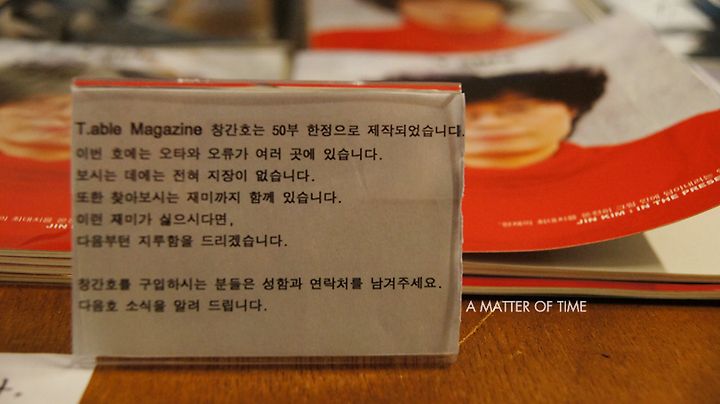 T.able Magazine 창간호는 50부 한정으로 제작되었습니다.
이번 호에는 오타와 오류가 여러 곳에 있습니다.
보시는 데에는 전혀 지장이 없습니다.
또한 찾아보시는 재미까지 함께 있습니다.
이런 재미가 싫으시다면,
다음부턴 지루함을 드리겠습니다.
창간호를 구입하시는 분들은 성함과 연락처를 남겨주세요.
다음호 소식을 알려 드립니다.
A MATTER OF TIME
JIN KIM : IN THE PRESE
JIN